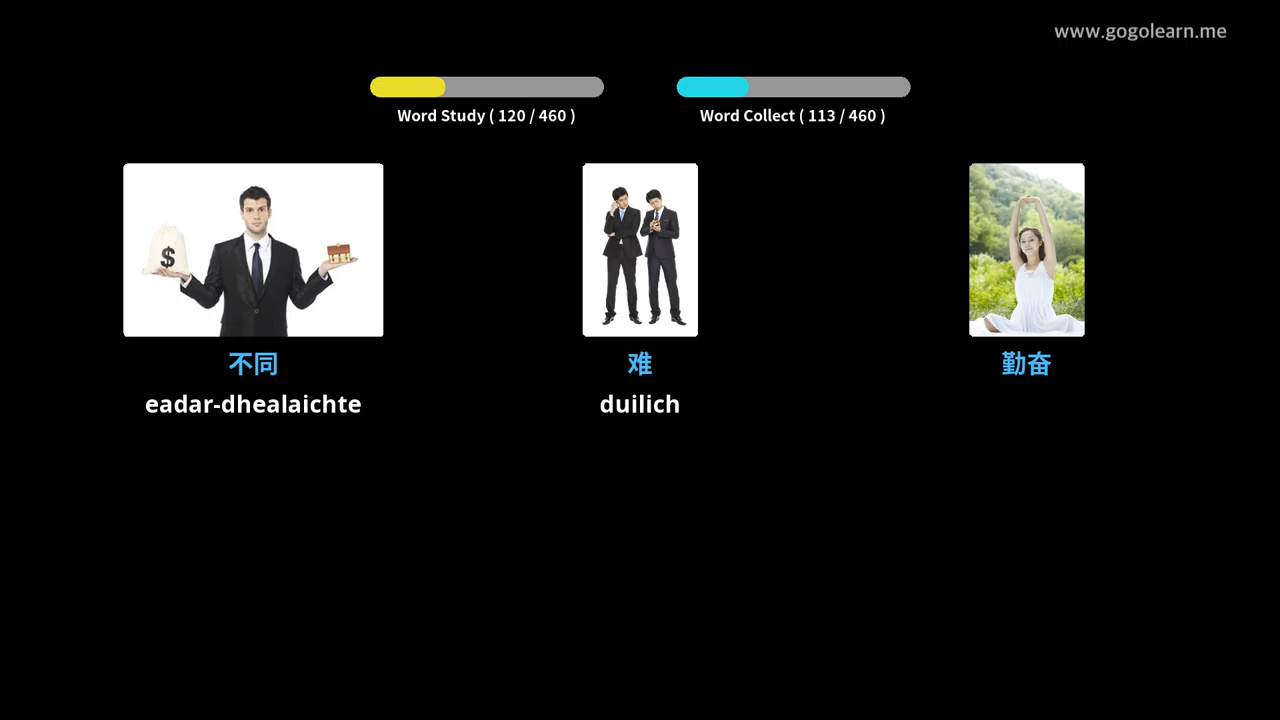 www.gogolearn.me
Word Study ( 120 / 460 )
Word Collect ( 113 / 460 )
$
不同
难
勤奋
eadar-dhealaichte
duilich